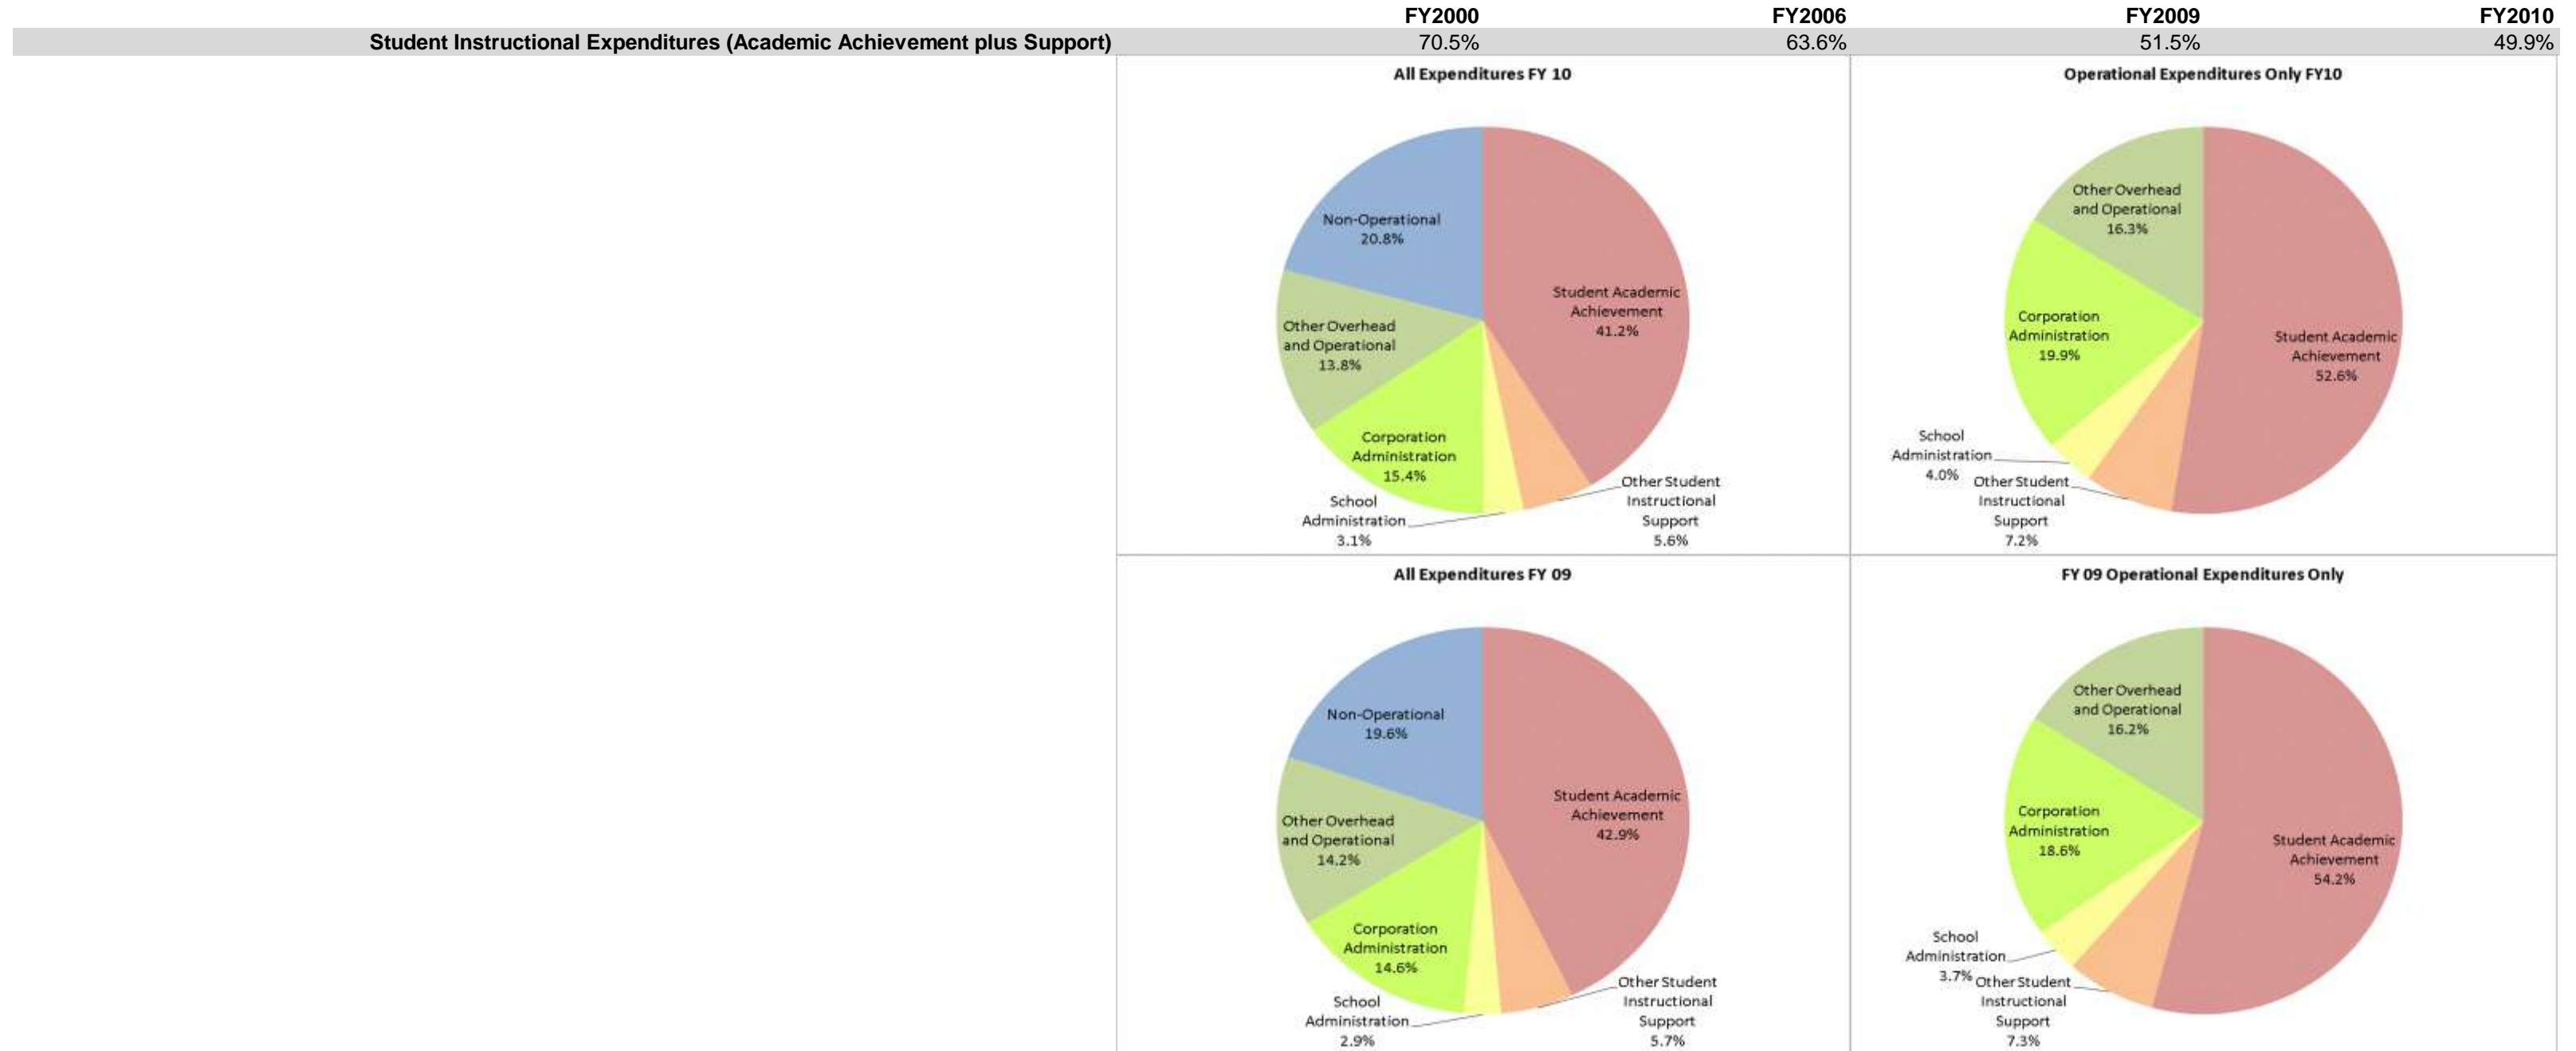 FY2000 FY2006 FY2009 FY2010
Student Instructional Expenditures (Academic Achievement plus Support) 70.5% 63.6% 51.5% 49.9%
All Expenditures FY 10
Non-Operational
20.8%
Student Academic
Achievement
41.2%
Other Overhead
and Operational
13.8%
Corporation
Administration
15.4%
School
Administration
3.1%
Other Student
Instructional
Support
5.6%
Operational Expenditures Only FY10
Other Overhead
and Operational
16.3%
Corporation
Administration
19.9%
Student Academic
Achievement
52.6%
School
Administration
4.0%
Other Student
Instructional
Support
7.2%
All Expenditures FY 09
Non-Operational
19.6%
Student Academic
Achievement
42.9%
Other Overhead
and Operational
14.2%
Corporation
Administration
14.6%
School
Administration
2.9%
Other Student
Instructional
Support
5.7%
FY 09 Operational Expenditures Only
Other Overhead
and Operational
16.2%
Corporation
Administration
18.6%
Student Academic
Achievement
54.2%
School
Administration
3.7%
Other Student
Instructional
Support
7.3%